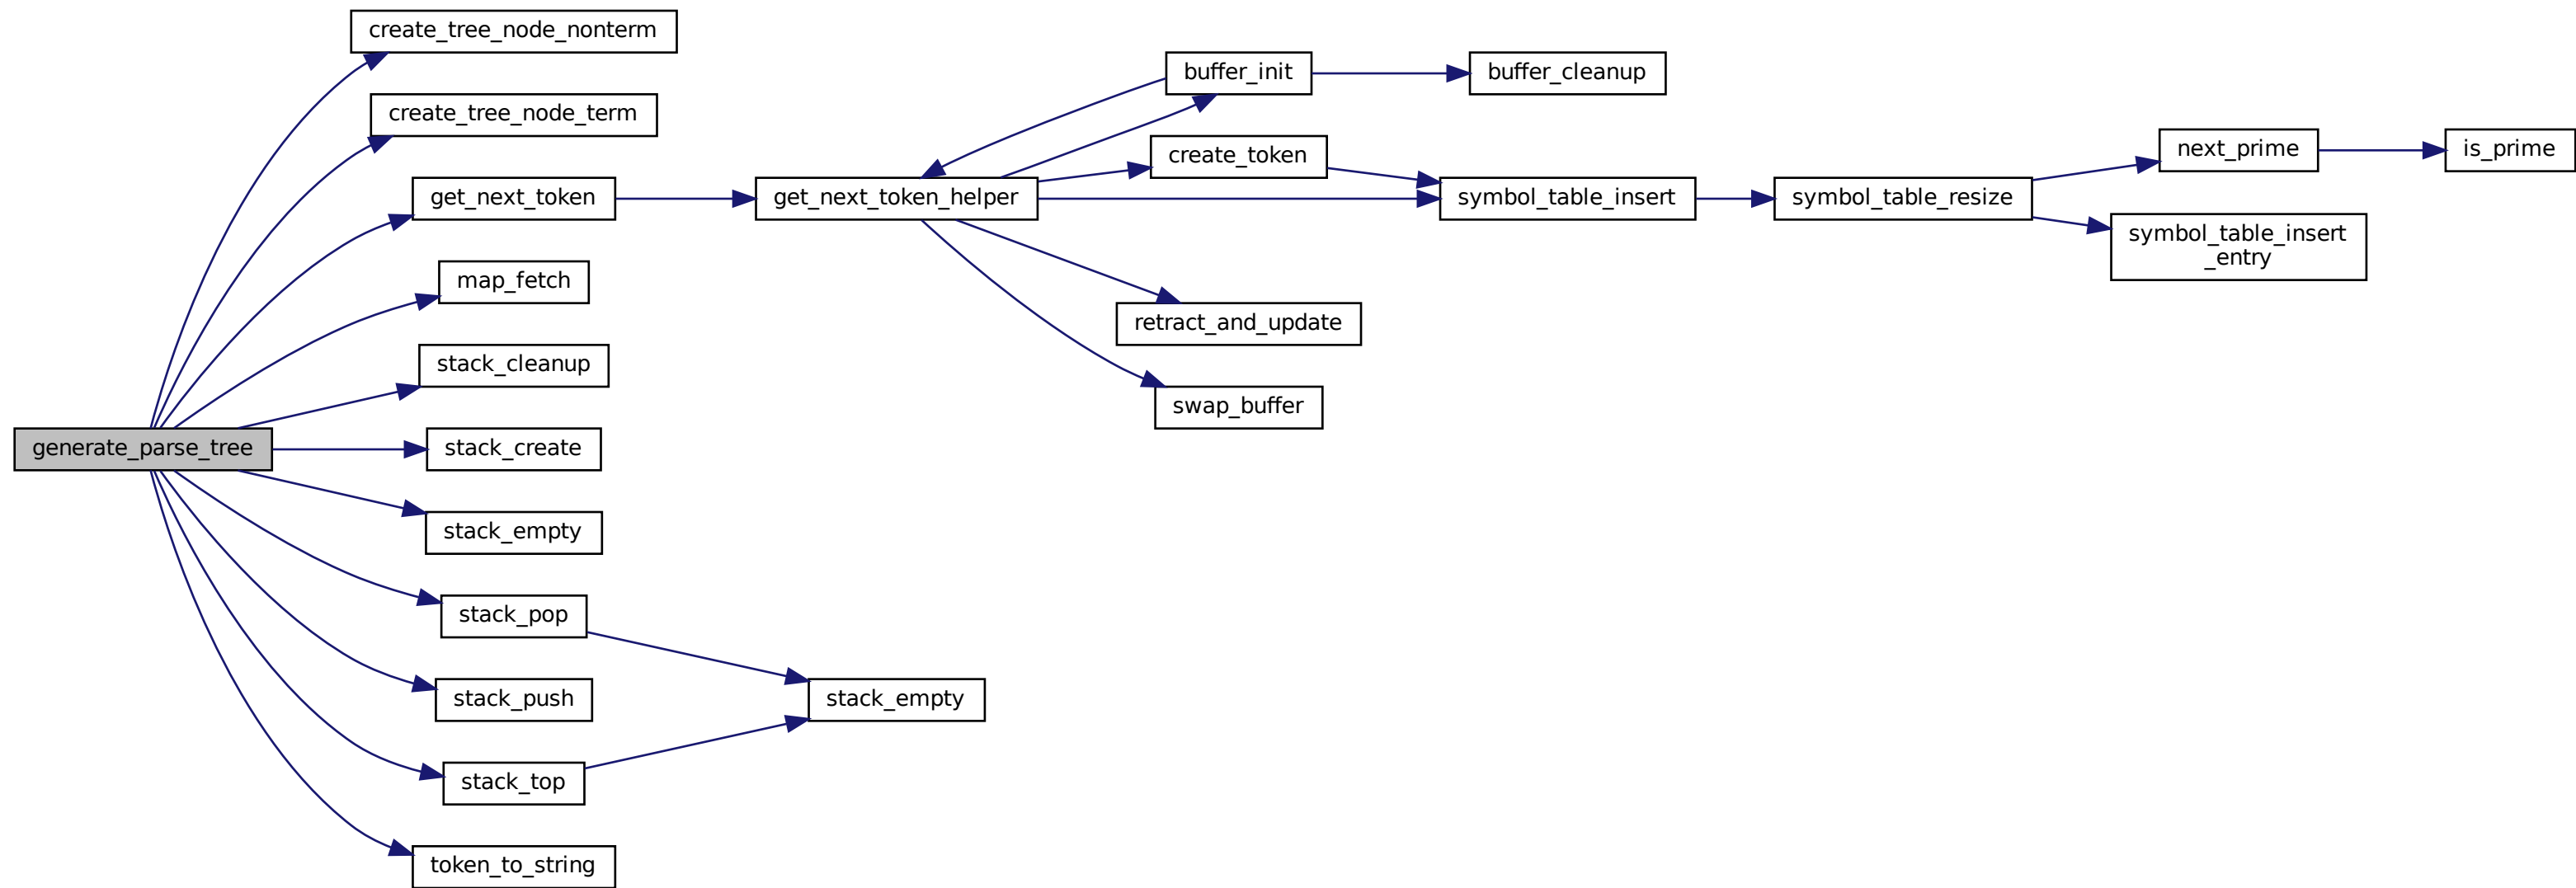 create_tree_node_nonterm
create_tree_node_term
get_next_token
map_fetch
stack_cleanup
generate_parse_tree
stack_create
stack_empty
stack_pop
stack_push
stack_top
token_to_string
get_next_token_helper
stack_empty
buffer_init
create_token
retract_and_update
swap_buffer
buffer_cleanup
symbol_table_insert
symbol_table_resize
next_prime
symbol_table_insert
_entry
is_prime